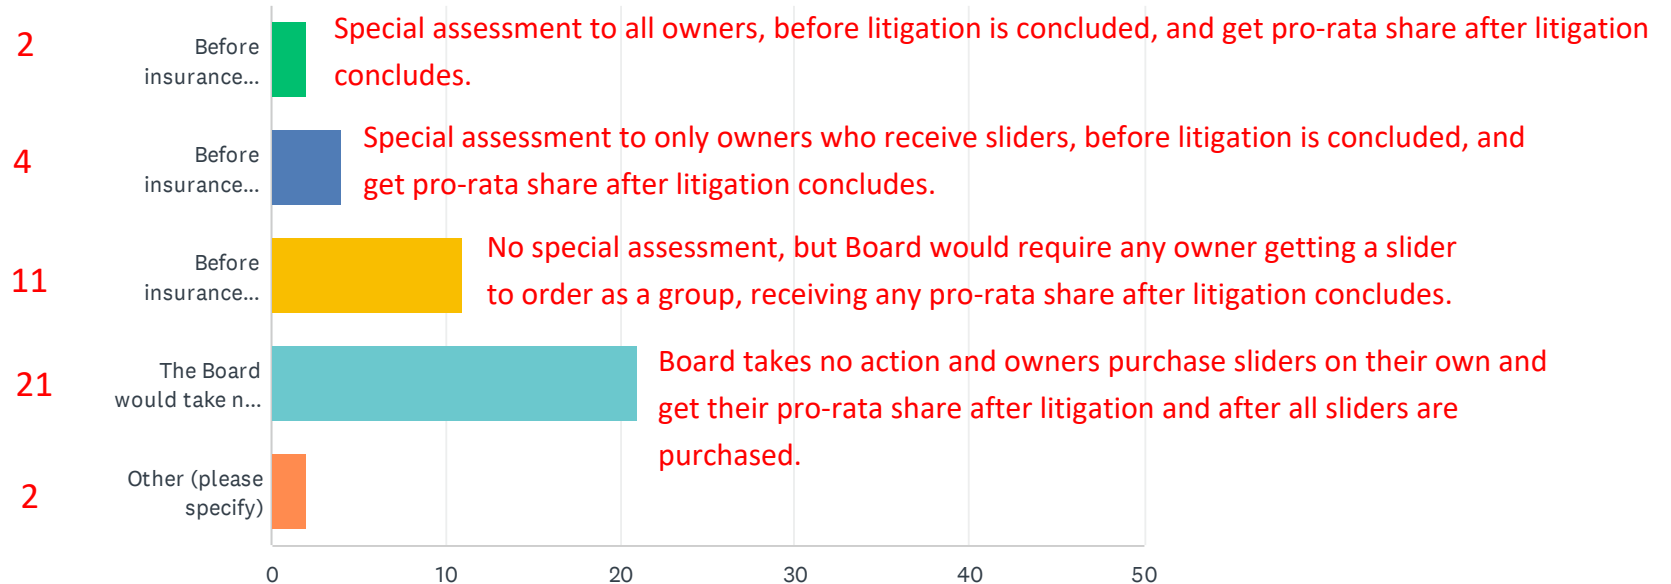 2
Before
insurance...
Special assessment to all owners, before litigation is concluded, and get pro-rata share after litigation
concludes.
4
Before
insurance...
Special assessment to only owners who receive sliders, before litigation is concluded, and
get pro-rata share after litigation concludes.
11
Before
insurance...
No special assessment, but Board would require any owner getting a slider
to order as a group, receiving any pro-rata share after litigation concludes.
21
The Board
would take n...
Board takes no action and owners purchase sliders on their own and
get their pro-rata share after litigation and after all sliders are
purchased.
2
Other (please
specify)
0 10 20 30 40 50